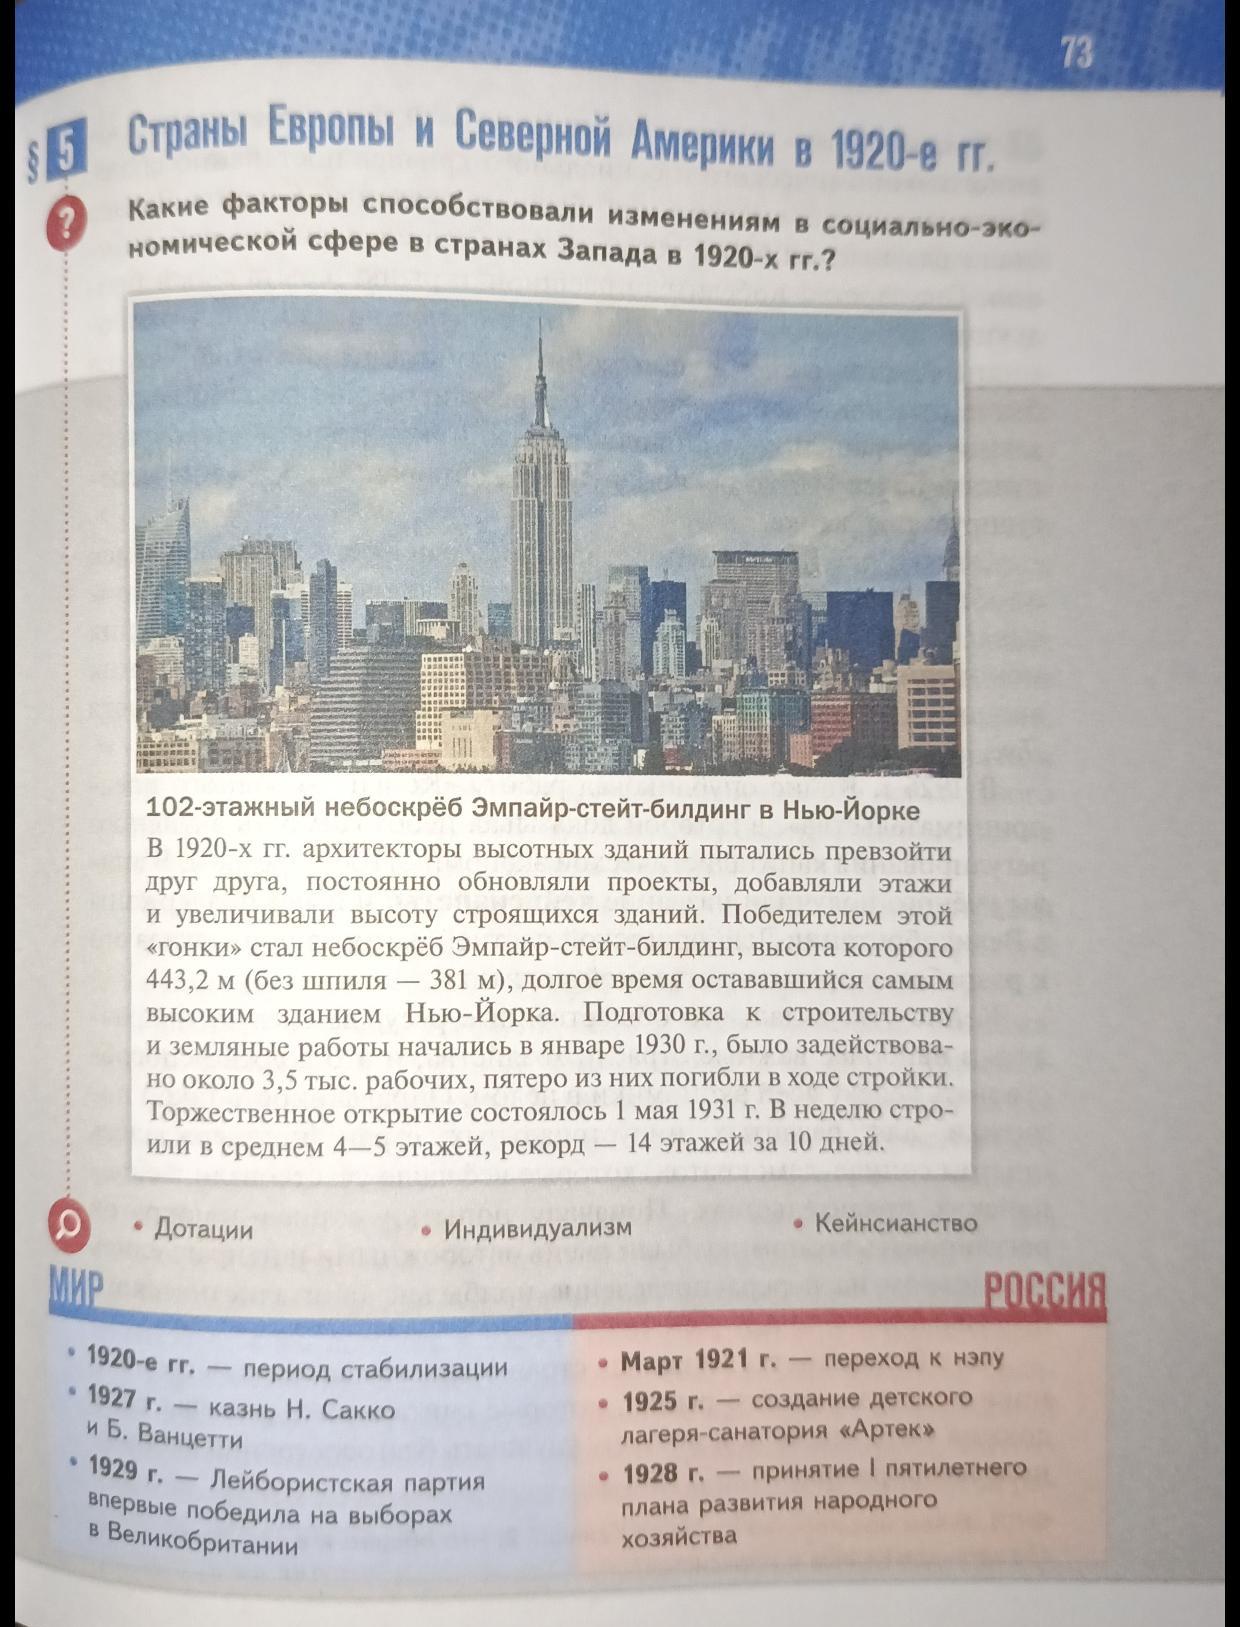 73
§ 5
Страны Европы и Северной Америки в 1920-е гг.
?
Какие факторы способствовали изменениям в социально-эко-
номической сфере в странах Запада в 1920-х гг.?
102-этажный небоскрёб Эмпайр-стейт-билдинг в Нью-Йорке
В 1920-х гг. архитекторы высотных зданий пытались превзойти
друг друга, постоянно обновляли проекты, добавляли этажи
и увеличивали высоту строящихся зданий. Победителем этой
«гонки» стал небоскрёб Эмпайр-стейт-билдинг, высота которого
443,2 м (без шпиля — 381 м), долгое время остававшийся самым
высоким зданием Нью-Йорка. Подготовка к строительству
и земляные работы начались в январе 1930 г., было задействова-
но около 3,5 тыс. рабочих, пятеро из них погибли в ходе стройки.
Торжественное открытие состоялось 1 мая 1931 г. В неделю стро-
или в среднем 4—5 этажей, рекорд — 14 этажей за 10 дней.
• Дотации • Индивидуализм • Кейнсианство
МИР
• 1920-е гг. — период стабилизации
• 1927 г. — казнь Н. Сакко
и Б. Ванцетти
• 1929 г. — Лейбористская партия
впервые победила на выборах
в Великобритании
РОССИЯ
• Март 1921 г. — переход к нэпу
• 1925 г. — создание детского
лагеря-санатория «Артек»
• 1928 г. — принятие I пятилетнего
плана развития народного
хозяйства